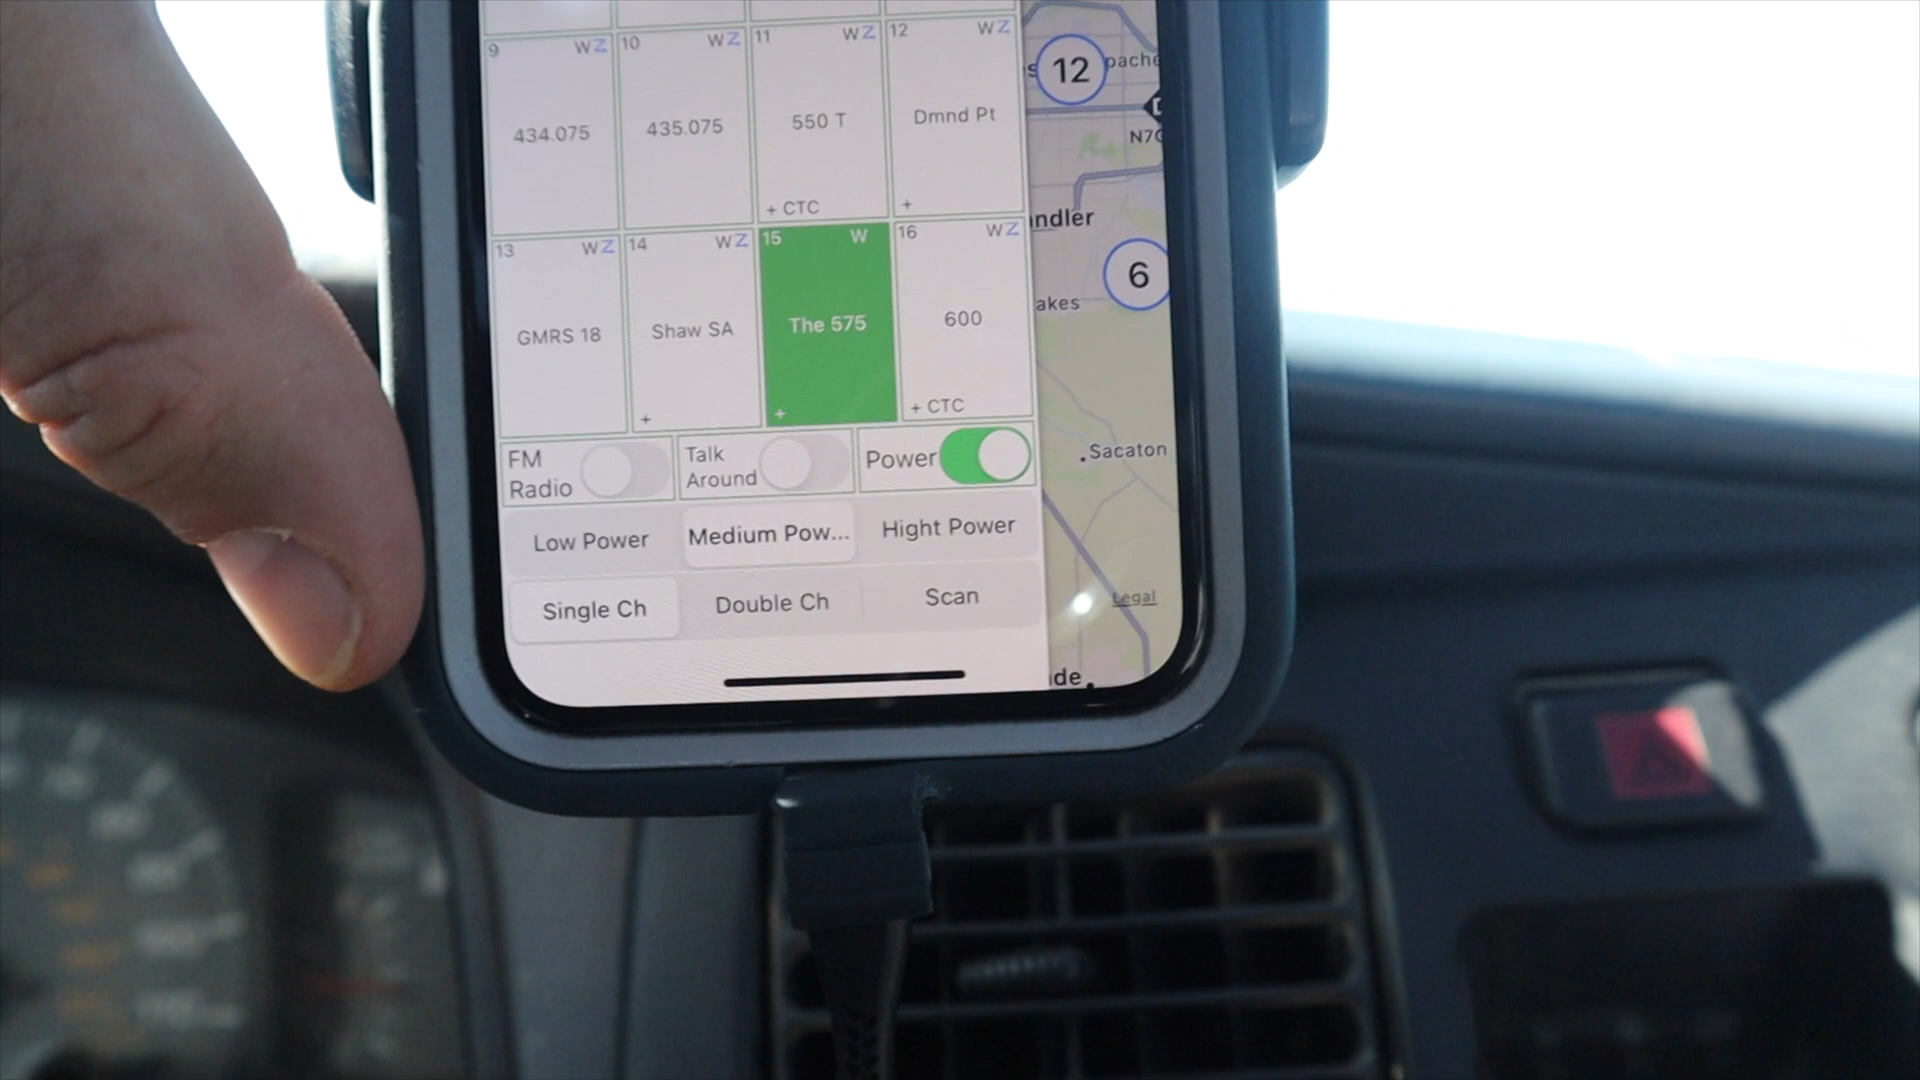 9 WZ 10 WZ 11 WZ 12 WZ
434.075 435.075 550 T Dmnd Pt
+ CTC +
13 WZ 14 WZ 15 W 16 WZ
GMRS 18 Shaw SA The 575 600
+ + + CTC
FM Radio Talk Around Power
Low Power Medium Pow... Hight Power
Single Ch Double Ch Scan
12
pache
N70
ndler
6
akes
Sacaton
Legal
ide